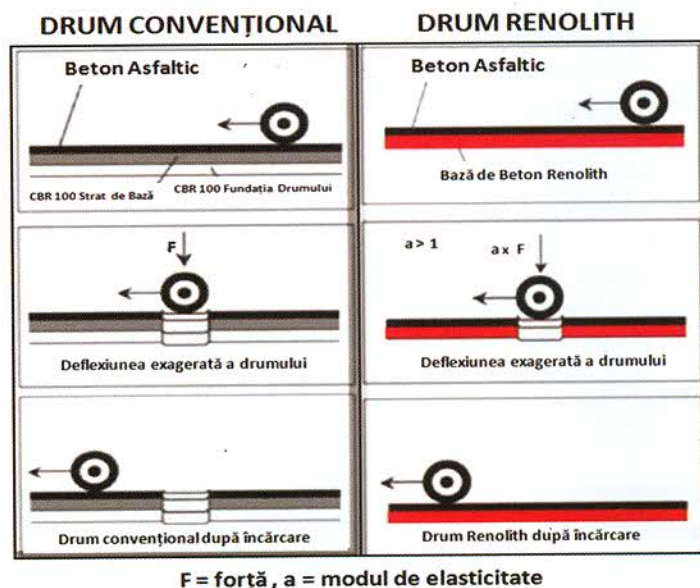 DRUM CONVENȚIONAL
DRUM RENOLITH
Beton Asfaltic
CBR 100 Strat de Bază
CBR 100 Fundația Drumului
Beton Asfaltic
Bază de Beton Renolith
F
Deflexiunea exagerată a drumului
a > 1
a x F
Deflexiunea exagerată a drumului
Drum convențional după încărcare
Drum Renolith după încărcare
F = forță , a = modul de elasticitate